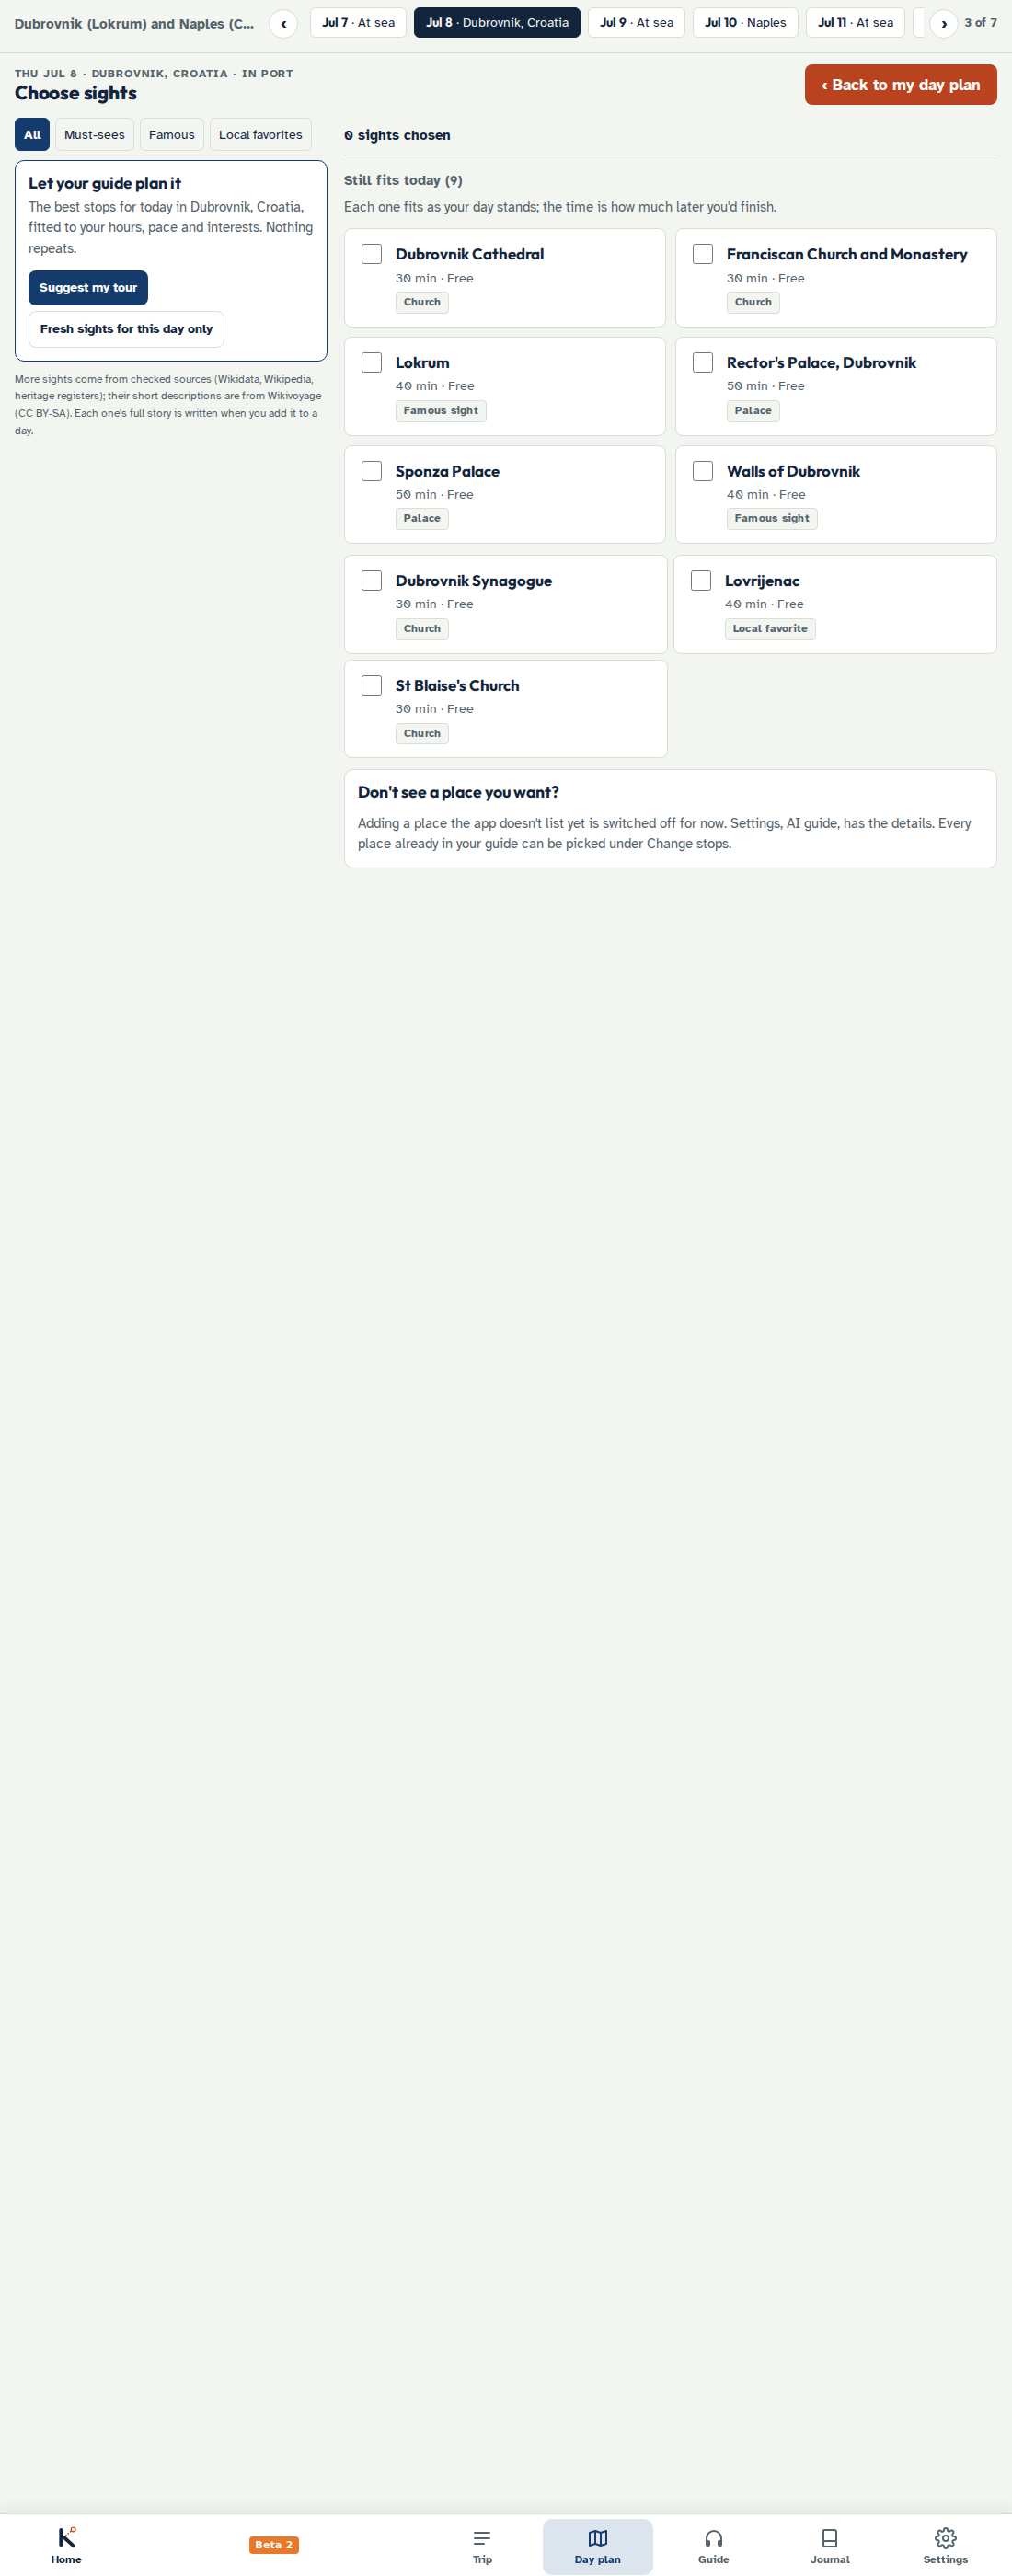 Dubrovnik (Lokrum) and Naples (C...
‹
Jul 7 · At sea
Jul 8 · Dubrovnik, Croatia
Jul 9 · At sea
Jul 10 · Naples
Jul 11 · At sea
›
3 of 7
THU JUL 8 · DUBROVNIK, CROATIA · IN PORT
Choose sights
‹ Back to my day plan
All
Must-sees
Famous
Local favorites
Let your guide plan it
The best stops for today in Dubrovnik, Croatia,
fitted to your hours, pace and interests. Nothing
repeats.
Suggest my tour
Fresh sights for this day only
More sights come from checked sources (Wikidata, Wikipedia,
heritage registers); their short descriptions are from Wikivoyage
(CC BY-SA). Each one's full story is written when you add it to a
day.
0 sights chosen
Still fits today (9)
Each one fits as your day stands; the time is how much later you'd finish.
Dubrovnik Cathedral
30 min · Free
Church
Franciscan Church and Monastery
30 min · Free
Church
Lokrum
40 min · Free
Famous sight
Rector's Palace, Dubrovnik
50 min · Free
Palace
Sponza Palace
50 min · Free
Palace
Walls of Dubrovnik
40 min · Free
Famous sight
Dubrovnik Synagogue
30 min · Free
Church
Lovrijenac
40 min · Free
Local favorite
St Blaise's Church
30 min · Free
Church
Don't see a place you want?
Adding a place the app doesn't list yet is switched off for now. Settings, AI guide, has the details. Every
place already in your guide can be picked under Change stops.
Home
Beta 2
Trip
Day plan
Guide
Journal
Settings